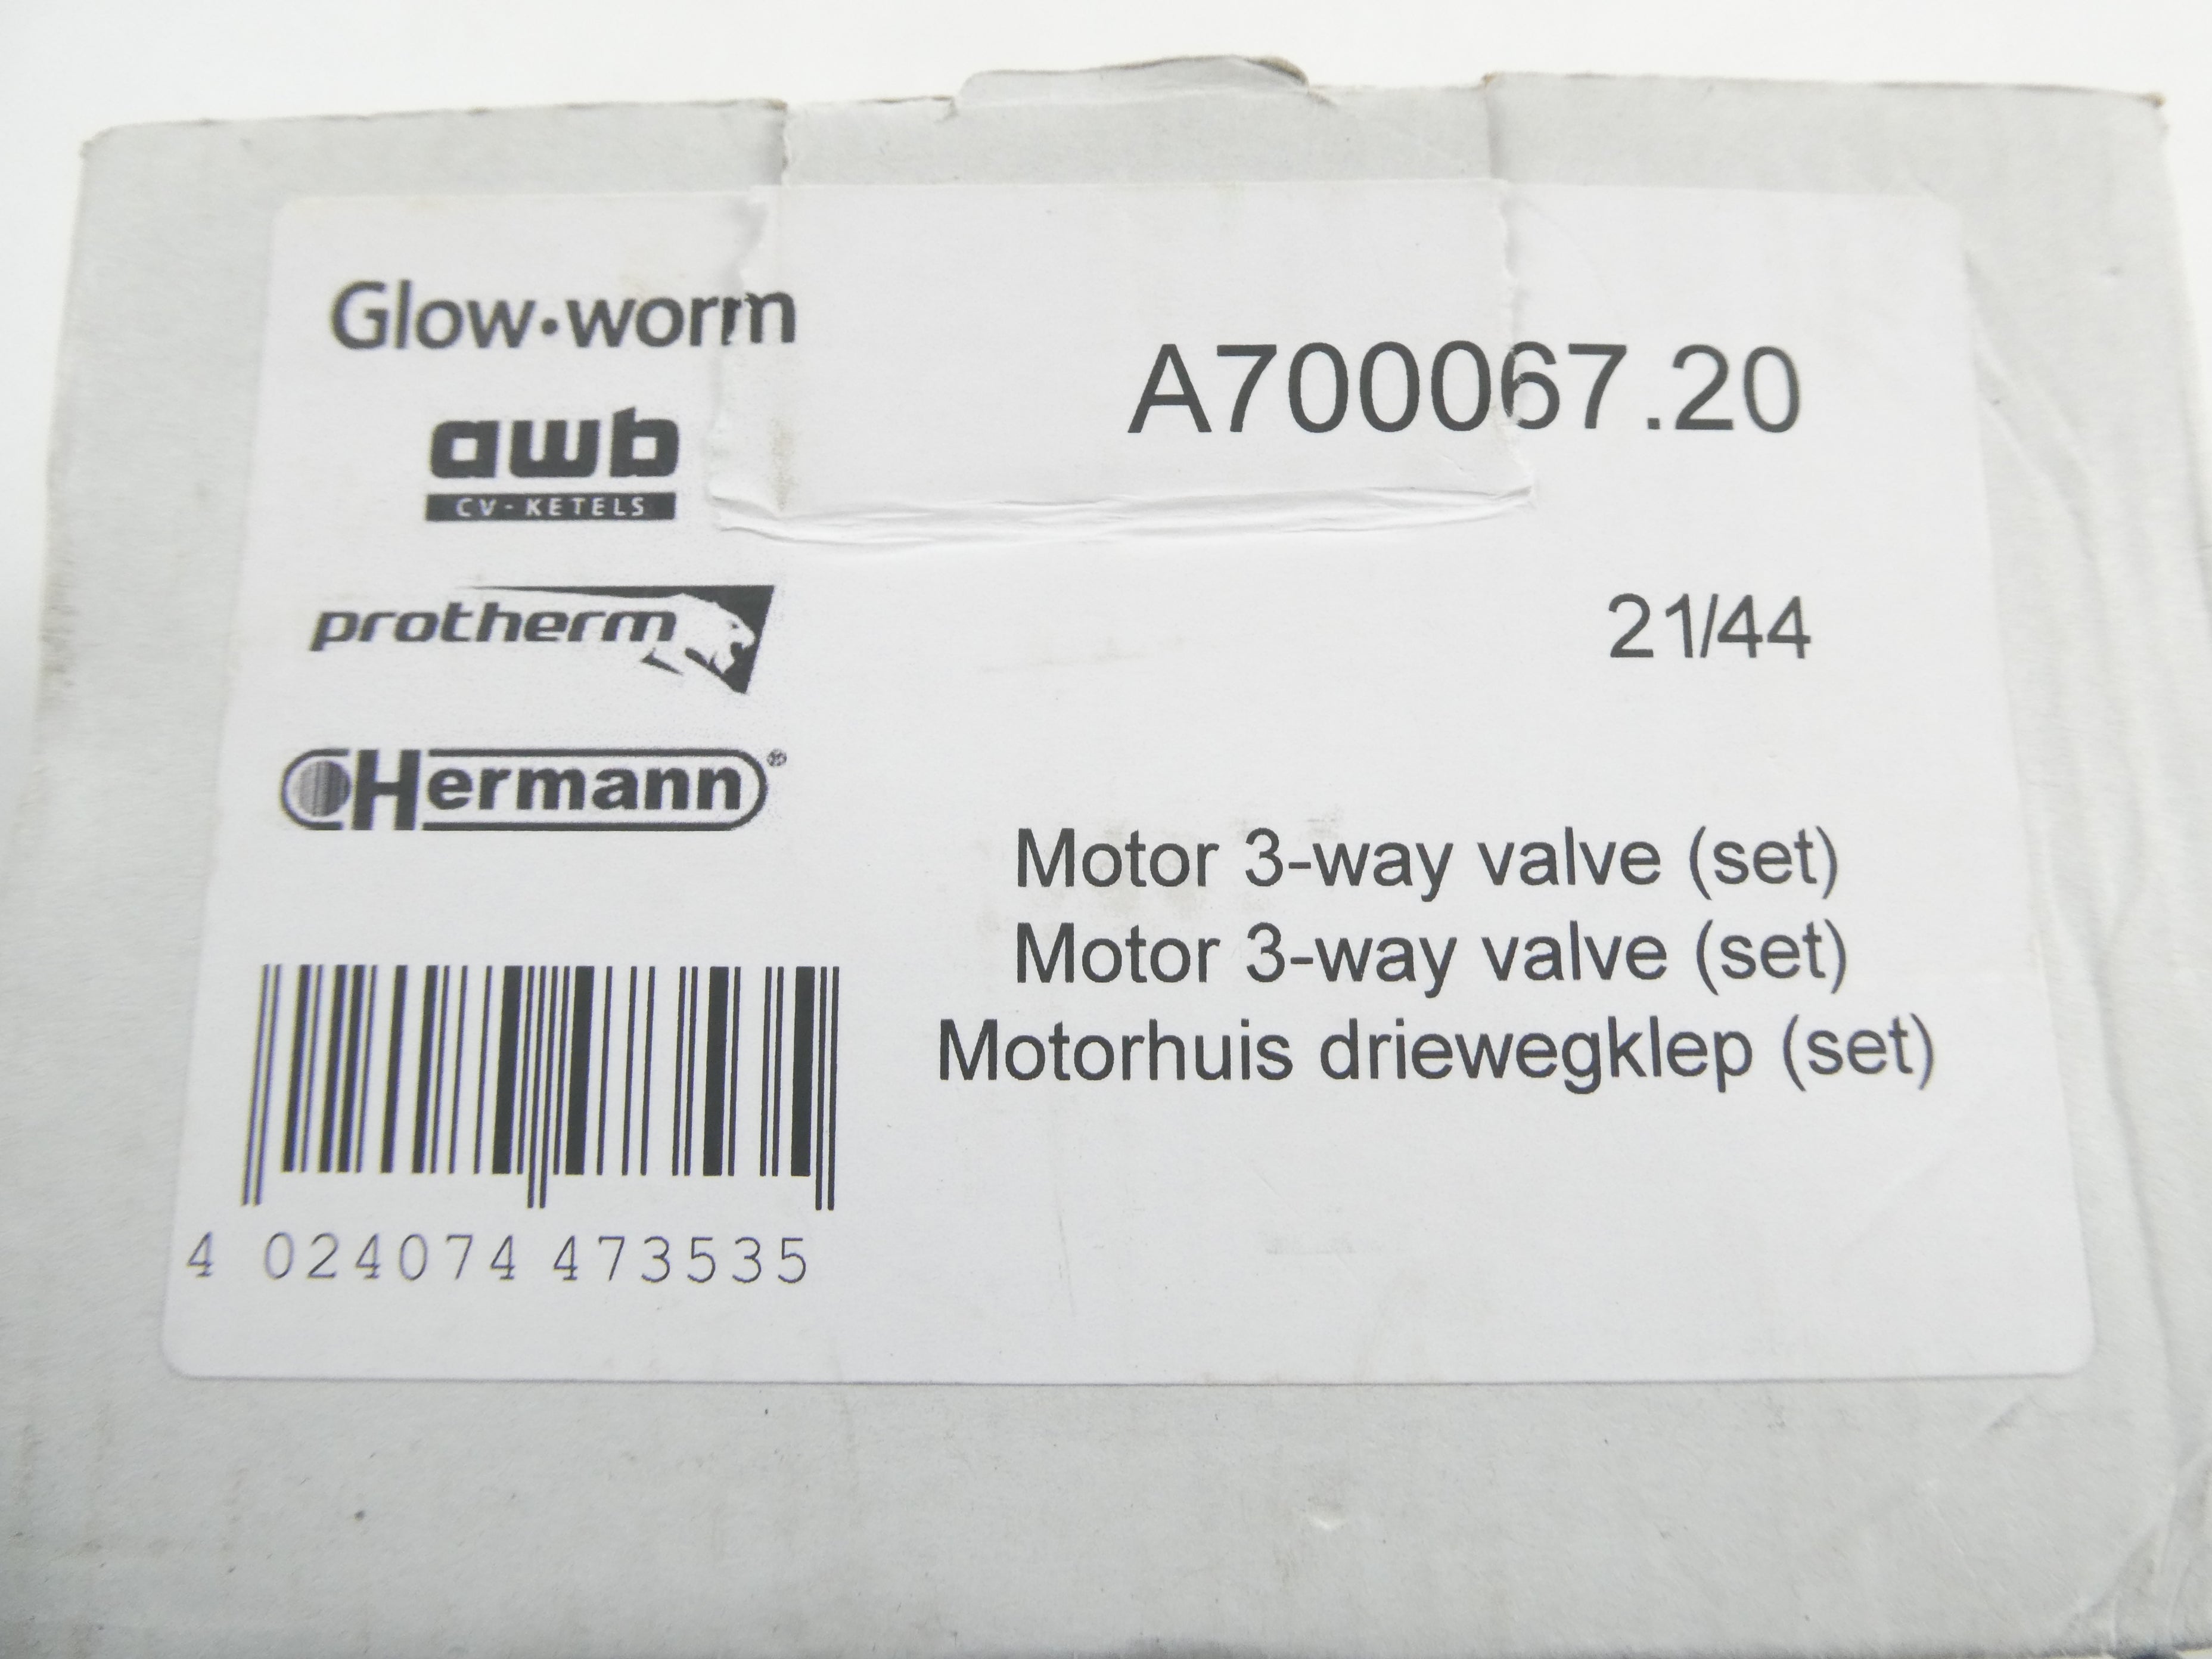 Glow·worm
A700067.20
awb
CV-KETELS
21/44
protherm
Hermann®
Motor 3-way valve (set)
Motor 3-way valve (set)
Motorhuis driewegklep (set)
4 024074 473535